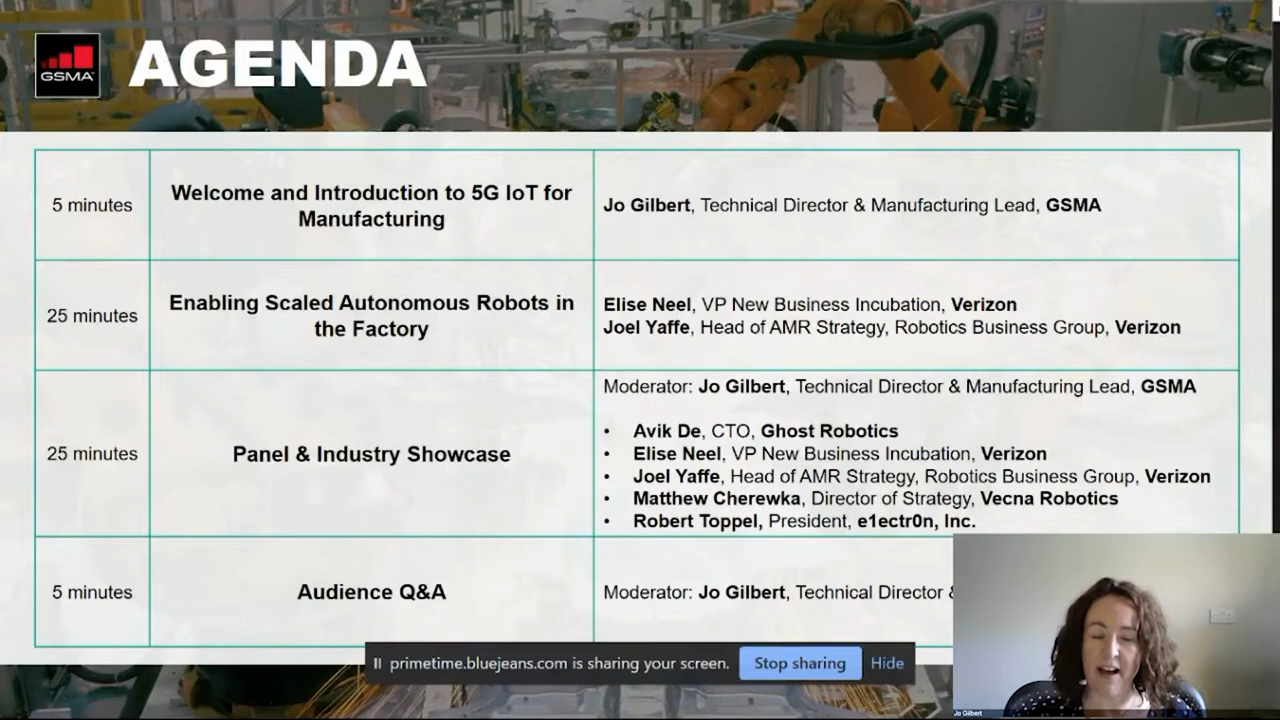 GSMA
AGENDA
5 minutes
Welcome and Introduction to 5G IoT for
Manufacturing
Jo Gilbert, Technical Director & Manufacturing Lead, GSMA
25 minutes
Enabling Scaled Autonomous Robots in
the Factory
Elise Neel, VP New Business Incubation, Verizon
Joel Yaffe, Head of AMR Strategy, Robotics Business Group, Verizon
25 minutes
Panel & Industry Showcase
Moderator: Jo Gilbert, Technical Director & Manufacturing Lead, GSMA
• Avik De, CTO, Ghost Robotics
• Elise Neel, VP New Business Incubation, Verizon
• Joel Yaffe, Head of AMR Strategy, Robotics Business Group, Verizon
• Matthew Cherewka, Director of Strategy, Vecna Robotics
• Robert Toppel, President, e1ectr0n, Inc.
5 minutes
Audience Q&A
Moderator: Jo Gilbert, Technical Director
primetime.bluejeans.com is sharing your screen.
Stop sharing
Hide
Jo Gilbert